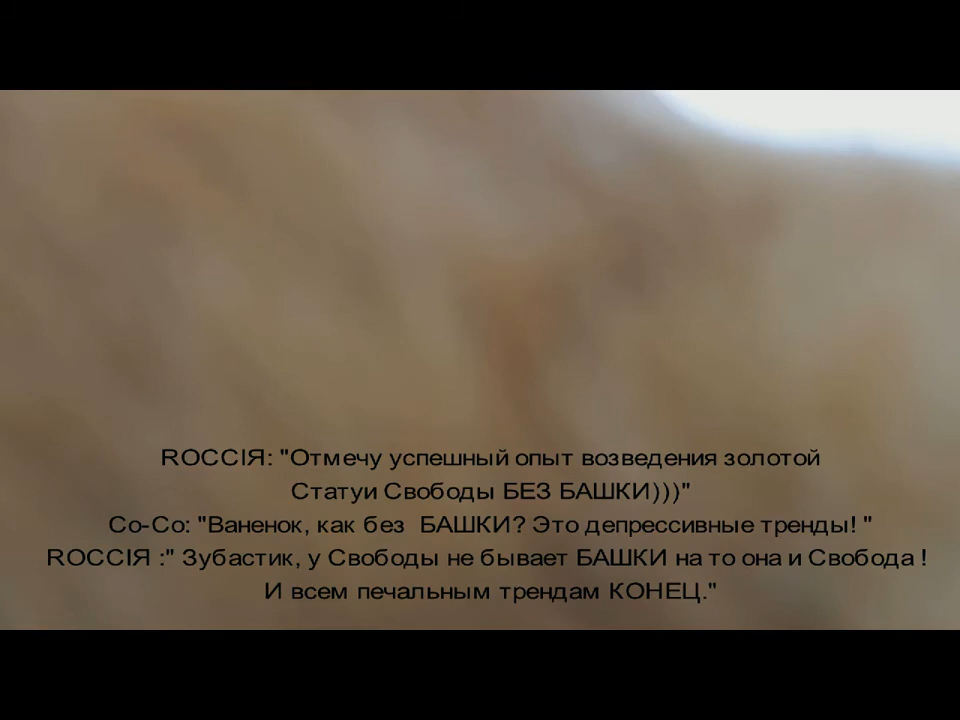 ROCCIЯ: "Отмечу успешный опыт возведения золотой
Статуи Свободы БЕЗ БАШКИ)))"
Со-Со: "Ваненок, как без  БАШКИ? Это депрессивные тренды! "
ROCCIЯ :" Зубастик, у Свободы не бывает БАШКИ на то она и Свобода !
И всем печальным трендам КОНЕЦ."